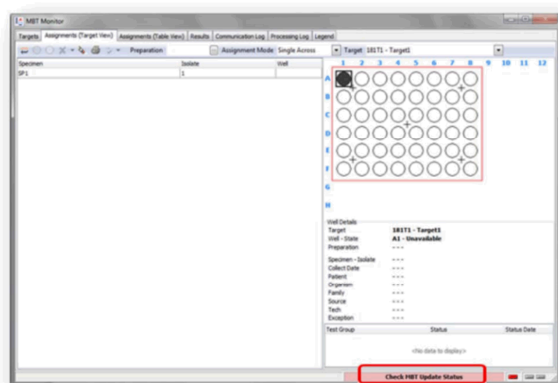 MBT Monitor
Targets Assignments (Target View) Assignments (Table View) Results Communication Log Processing Log Legend
Preparation Assignment Mode Single Across Target 181T1 - Target1
Specimen Isolate Well
SP1 1
1 2 3 4 5 6 7 8 9 10 11 12
A
B
C
D
E
F
G
H
Well Details
Target 181T1 - Target1
Well - State A1 - Unavailable
Preparation ---
Specimen - Isolate ---
Collect Date ---
Patient ---
Organism ---
Family ---
Source ---
Tech ---
Exception ---
Test Group Status Status Date
<No data to display>
Check MBT Update Status